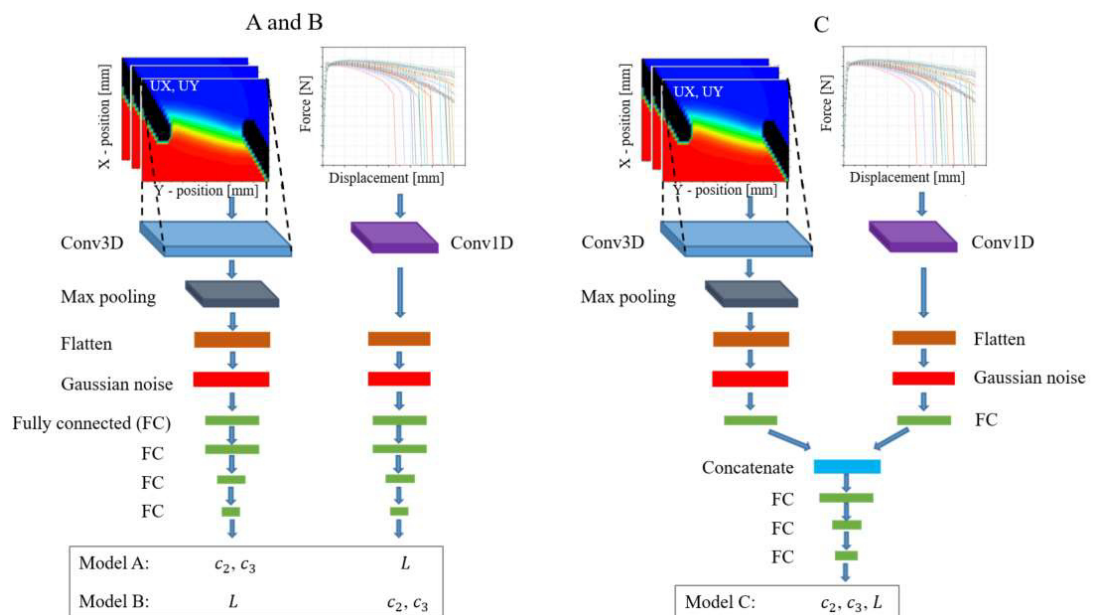 A and B
UX, UY
X - position [mm]
Y - position [mm]
Force [N]
Displacement [mm]
Conv3D
Conv1D
Max pooling
Flatten
Gaussian noise
Fully connected (FC)
FC
FC
FC
Model A: c₂, c₃ L
Model B: L c₂, c₃
C
UX, UY
X - position [mm]
Y - position [mm]
Force [N]
Displacement [mm]
Conv3D
Conv1D
Max pooling
Flatten
Gaussian noise
FC
Concatenate
FC
FC
FC
Model C: c₂, c₃, L